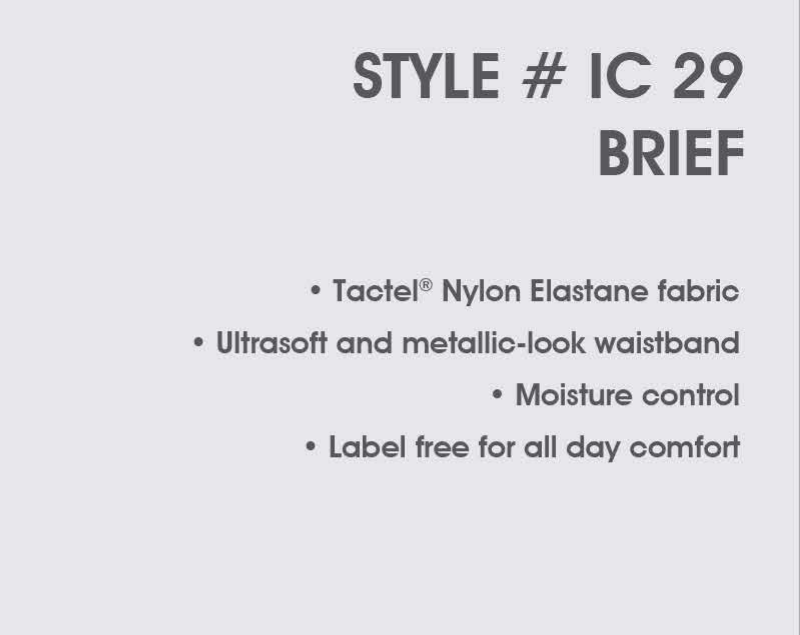 STYLE # IC 29
BRIEF
• Tactel® Nylon Elastane fabric
• Ultrasoft and metallic-look waistband
• Moisture control
• Label free for all day comfort